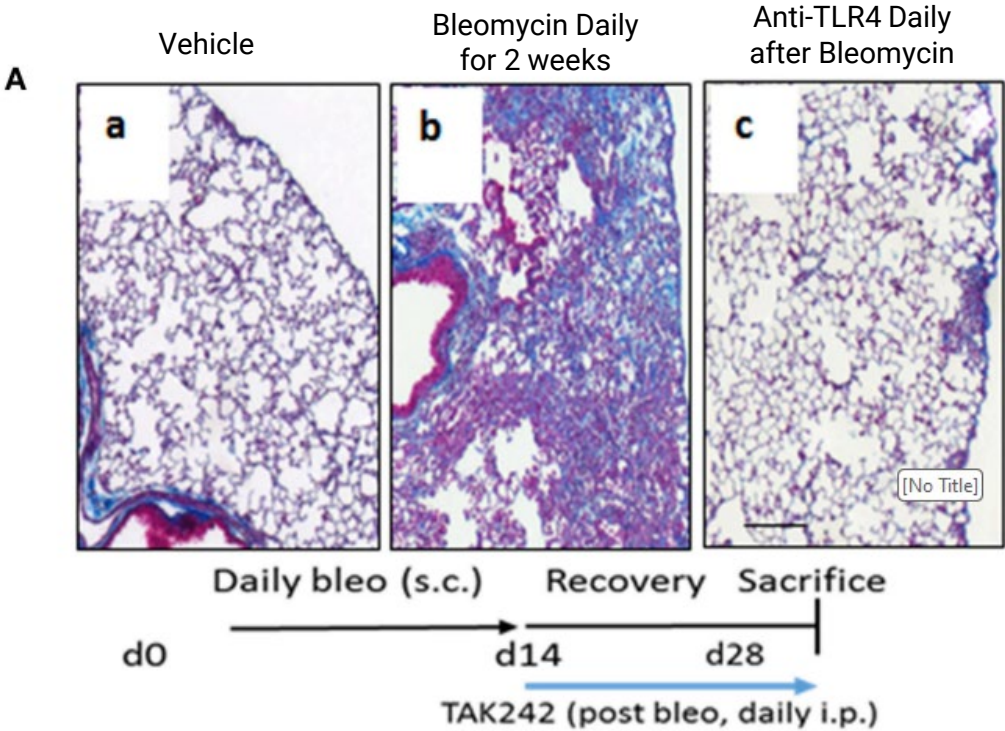 Vehicle
Bleomycin Daily
for 2 weeks
Anti-TLR4 Daily
after Bleomycin
A
a
b
c
[No Title]
Daily bleo (s.c.)
Recovery
Sacrifice
d0
d14
d28
TAK242 (post bleo, daily i.p.)